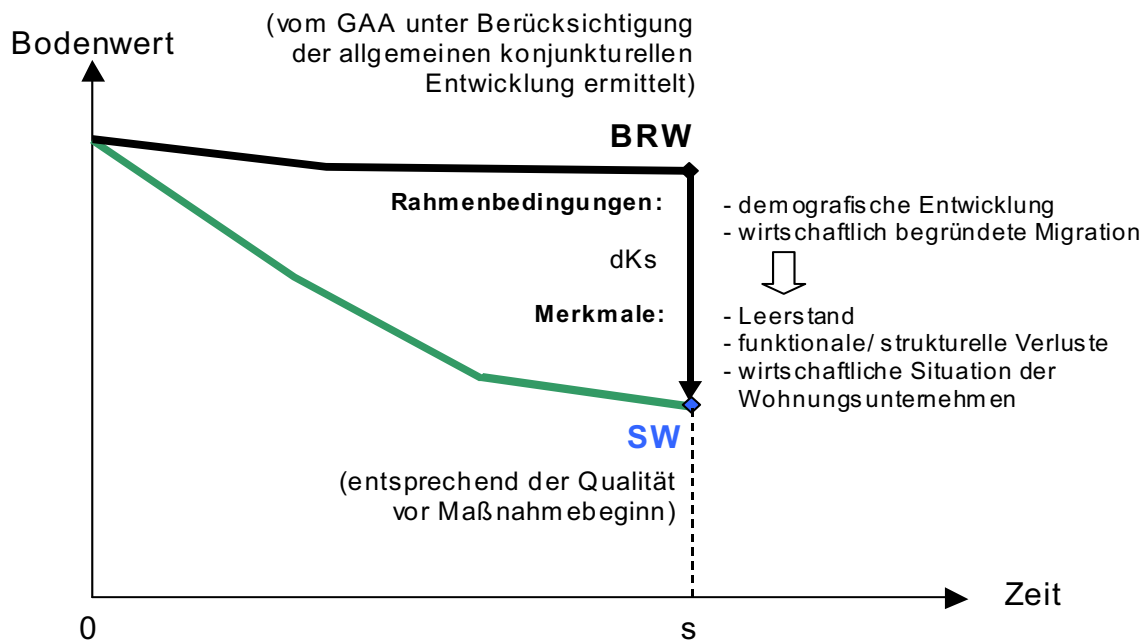 (vom GAA unter Berücksichtigung
der allgemeinen konjunkturellen
Entwicklung ermittelt)
Bodenwert
BRW
Rahmenbedingungen:
- demografische Entwicklung
- wirtschaftlich begründete Migration
dKs
Merkmale:
- Leerstand
- funktionale/ strukturelle Verluste
- wirtschaftliche Situation der
Wohnungsunternehmen
SW
(entsprechend der Qualität
vor Maßnahmebeginn)
Zeit
0
s